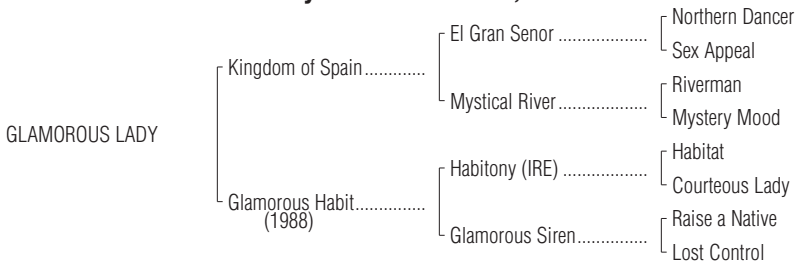 Northern Dancer
El Gran Senor ...................
Sex Appeal
Kingdom of Spain.............
Riverman
Mystical River...................
Mystery Mood
GLAMOROUS LADY
Habitat
Habitony (IRE) ..................
Courteous Lady
Glamorous Habit...............
(1988)
Raise a Native
Glamorous Siren...............
Lost Control